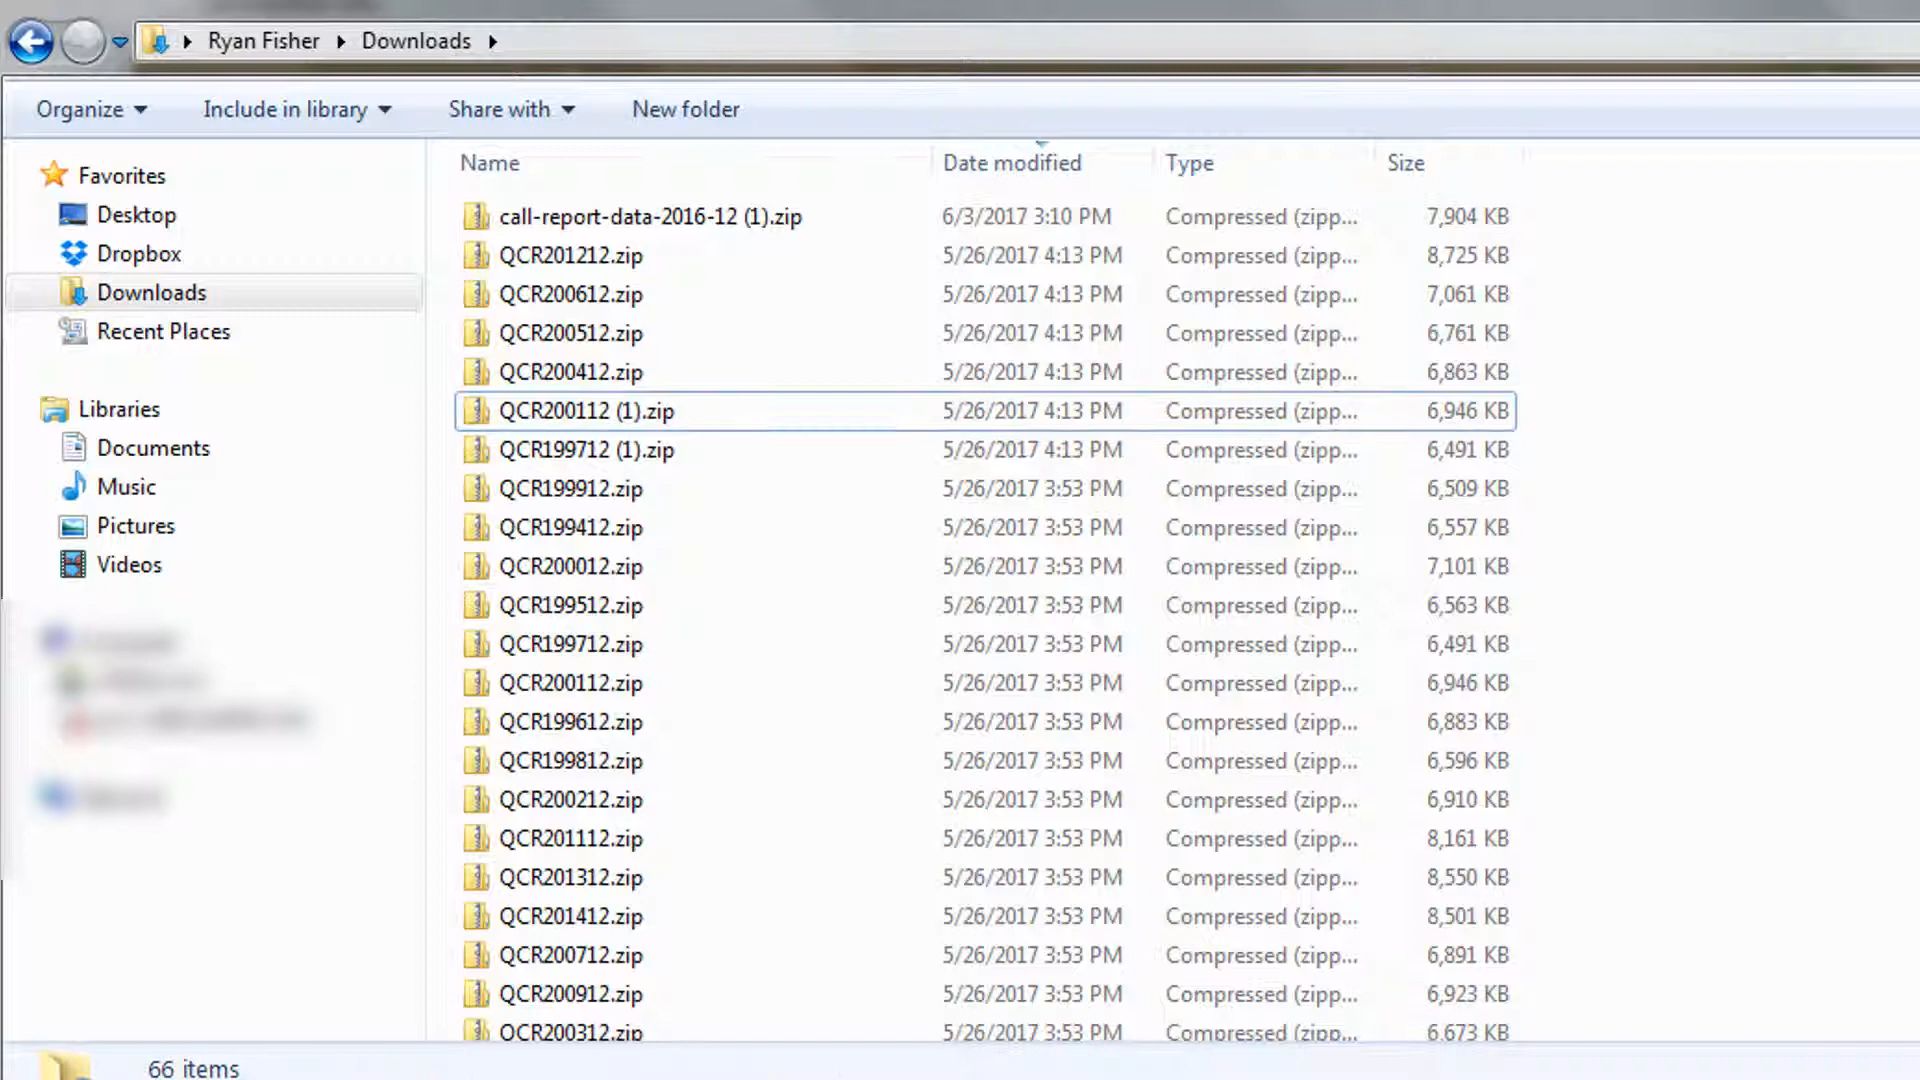 Ryan Fisher Downloads
Organize Include in library Share with New folder
Favorites
Desktop
Dropbox
Downloads
Recent Places
Libraries
Documents
Music
Pictures
Videos
Name Date modified Type Size
call-report-data-2016-12 (1).zip 6/3/2017 3:10 PM Compressed (zipp... 7,904 KB
QCR201212.zip 5/26/2017 4:13 PM Compressed (zipp... 8,725 KB
QCR200612.zip 5/26/2017 4:13 PM Compressed (zipp... 7,061 KB
QCR200512.zip 5/26/2017 4:13 PM Compressed (zipp... 6,761 KB
QCR200412.zip 5/26/2017 4:13 PM Compressed (zipp... 6,863 KB
QCR200112 (1).zip 5/26/2017 4:13 PM Compressed (zipp... 6,946 KB
QCR199712 (1).zip 5/26/2017 4:13 PM Compressed (zipp... 6,491 KB
QCR199912.zip 5/26/2017 3:53 PM Compressed (zipp... 6,509 KB
QCR199412.zip 5/26/2017 3:53 PM Compressed (zipp... 6,557 KB
QCR200012.zip 5/26/2017 3:53 PM Compressed (zipp... 7,101 KB
QCR199512.zip 5/26/2017 3:53 PM Compressed (zipp... 6,563 KB
QCR199712.zip 5/26/2017 3:53 PM Compressed (zipp... 6,491 KB
QCR200112.zip 5/26/2017 3:53 PM Compressed (zipp... 6,946 KB
QCR199612.zip 5/26/2017 3:53 PM Compressed (zipp... 6,883 KB
QCR199812.zip 5/26/2017 3:53 PM Compressed (zipp... 6,596 KB
QCR200212.zip 5/26/2017 3:53 PM Compressed (zipp... 6,910 KB
QCR201112.zip 5/26/2017 3:53 PM Compressed (zipp... 8,161 KB
QCR201312.zip 5/26/2017 3:53 PM Compressed (zipp... 8,550 KB
QCR201412.zip 5/26/2017 3:53 PM Compressed (zipp... 8,501 KB
QCR200712.zip 5/26/2017 3:53 PM Compressed (zipp... 6,891 KB
QCR200912.zip 5/26/2017 3:53 PM Compressed (zipp... 6,923 KB
QCR200312.zip 5/26/2017 3:53 PM Compressed (zipp... 6,673 KB
66 items